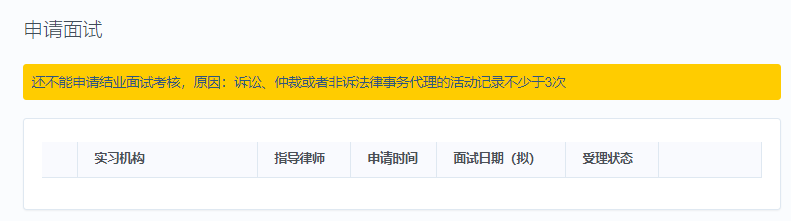 申请面试
还不能申请结业面试考核，原因：诉讼、仲裁或者非诉法律事务代理的活动记录不少于3次
实习机构 指导律师 申请时间 面试日期（拟） 受理状态